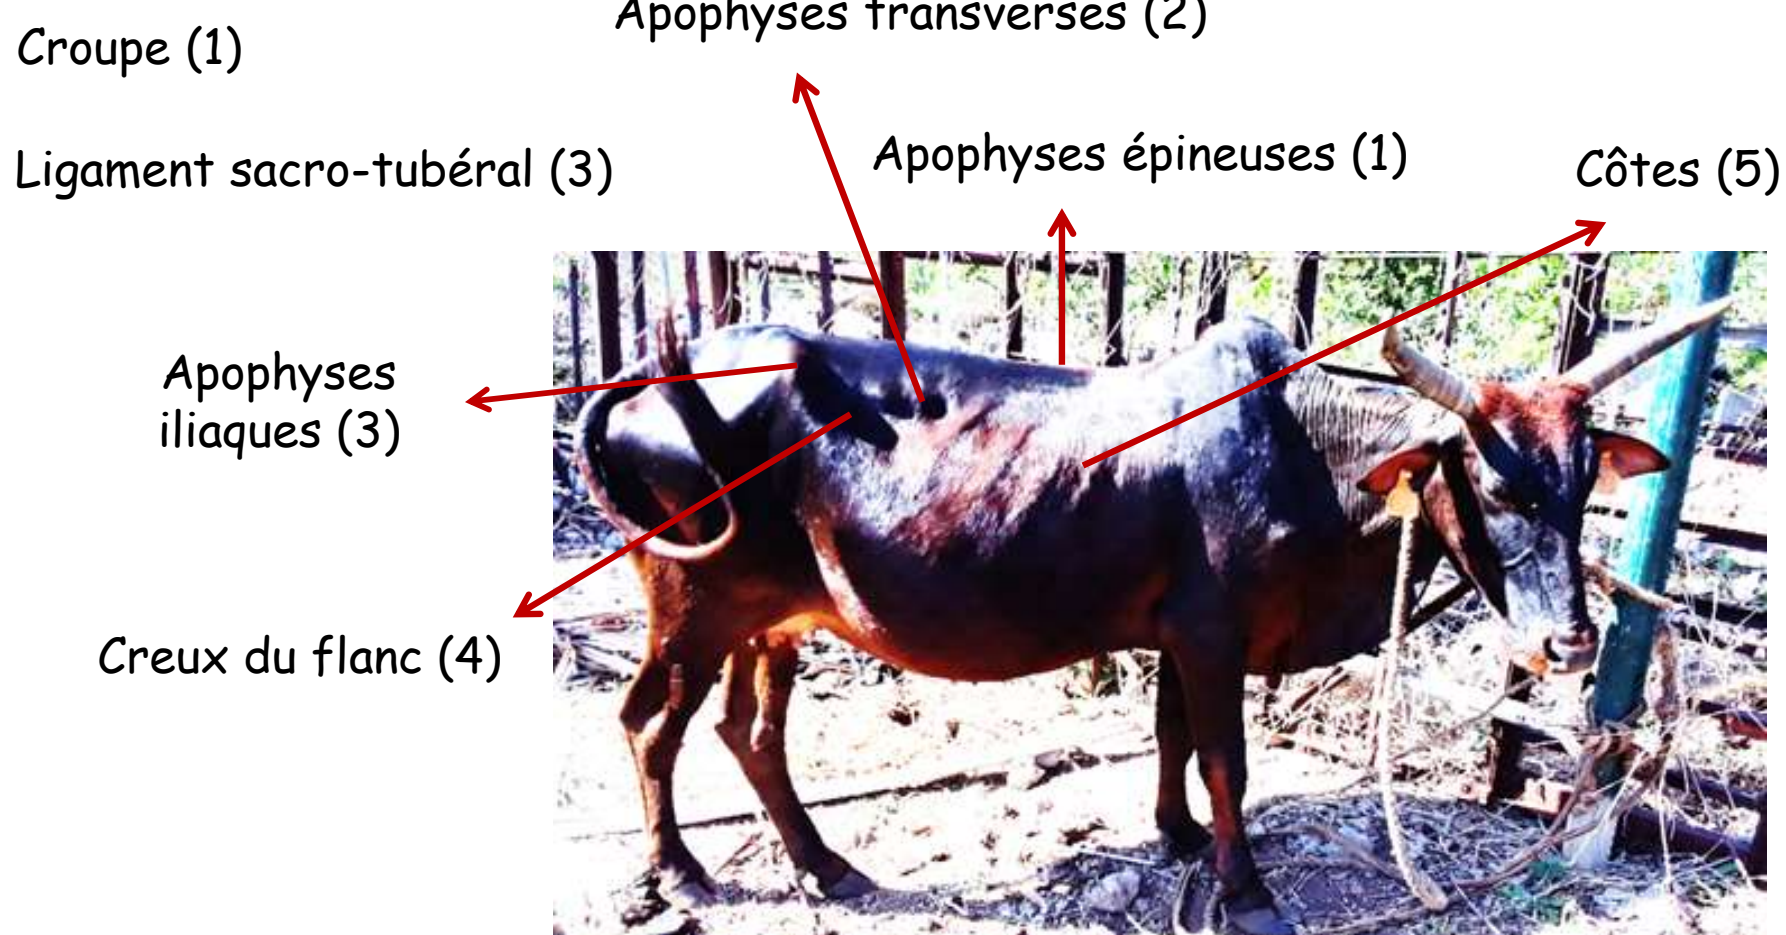 Apophyses transverses (2)
Croupe (1)
Apophyses épineuses (1)
Côtes (5)
Ligament sacro-tubéral (3)
Apophyses
iliaques (3)
Creux du flanc (4)